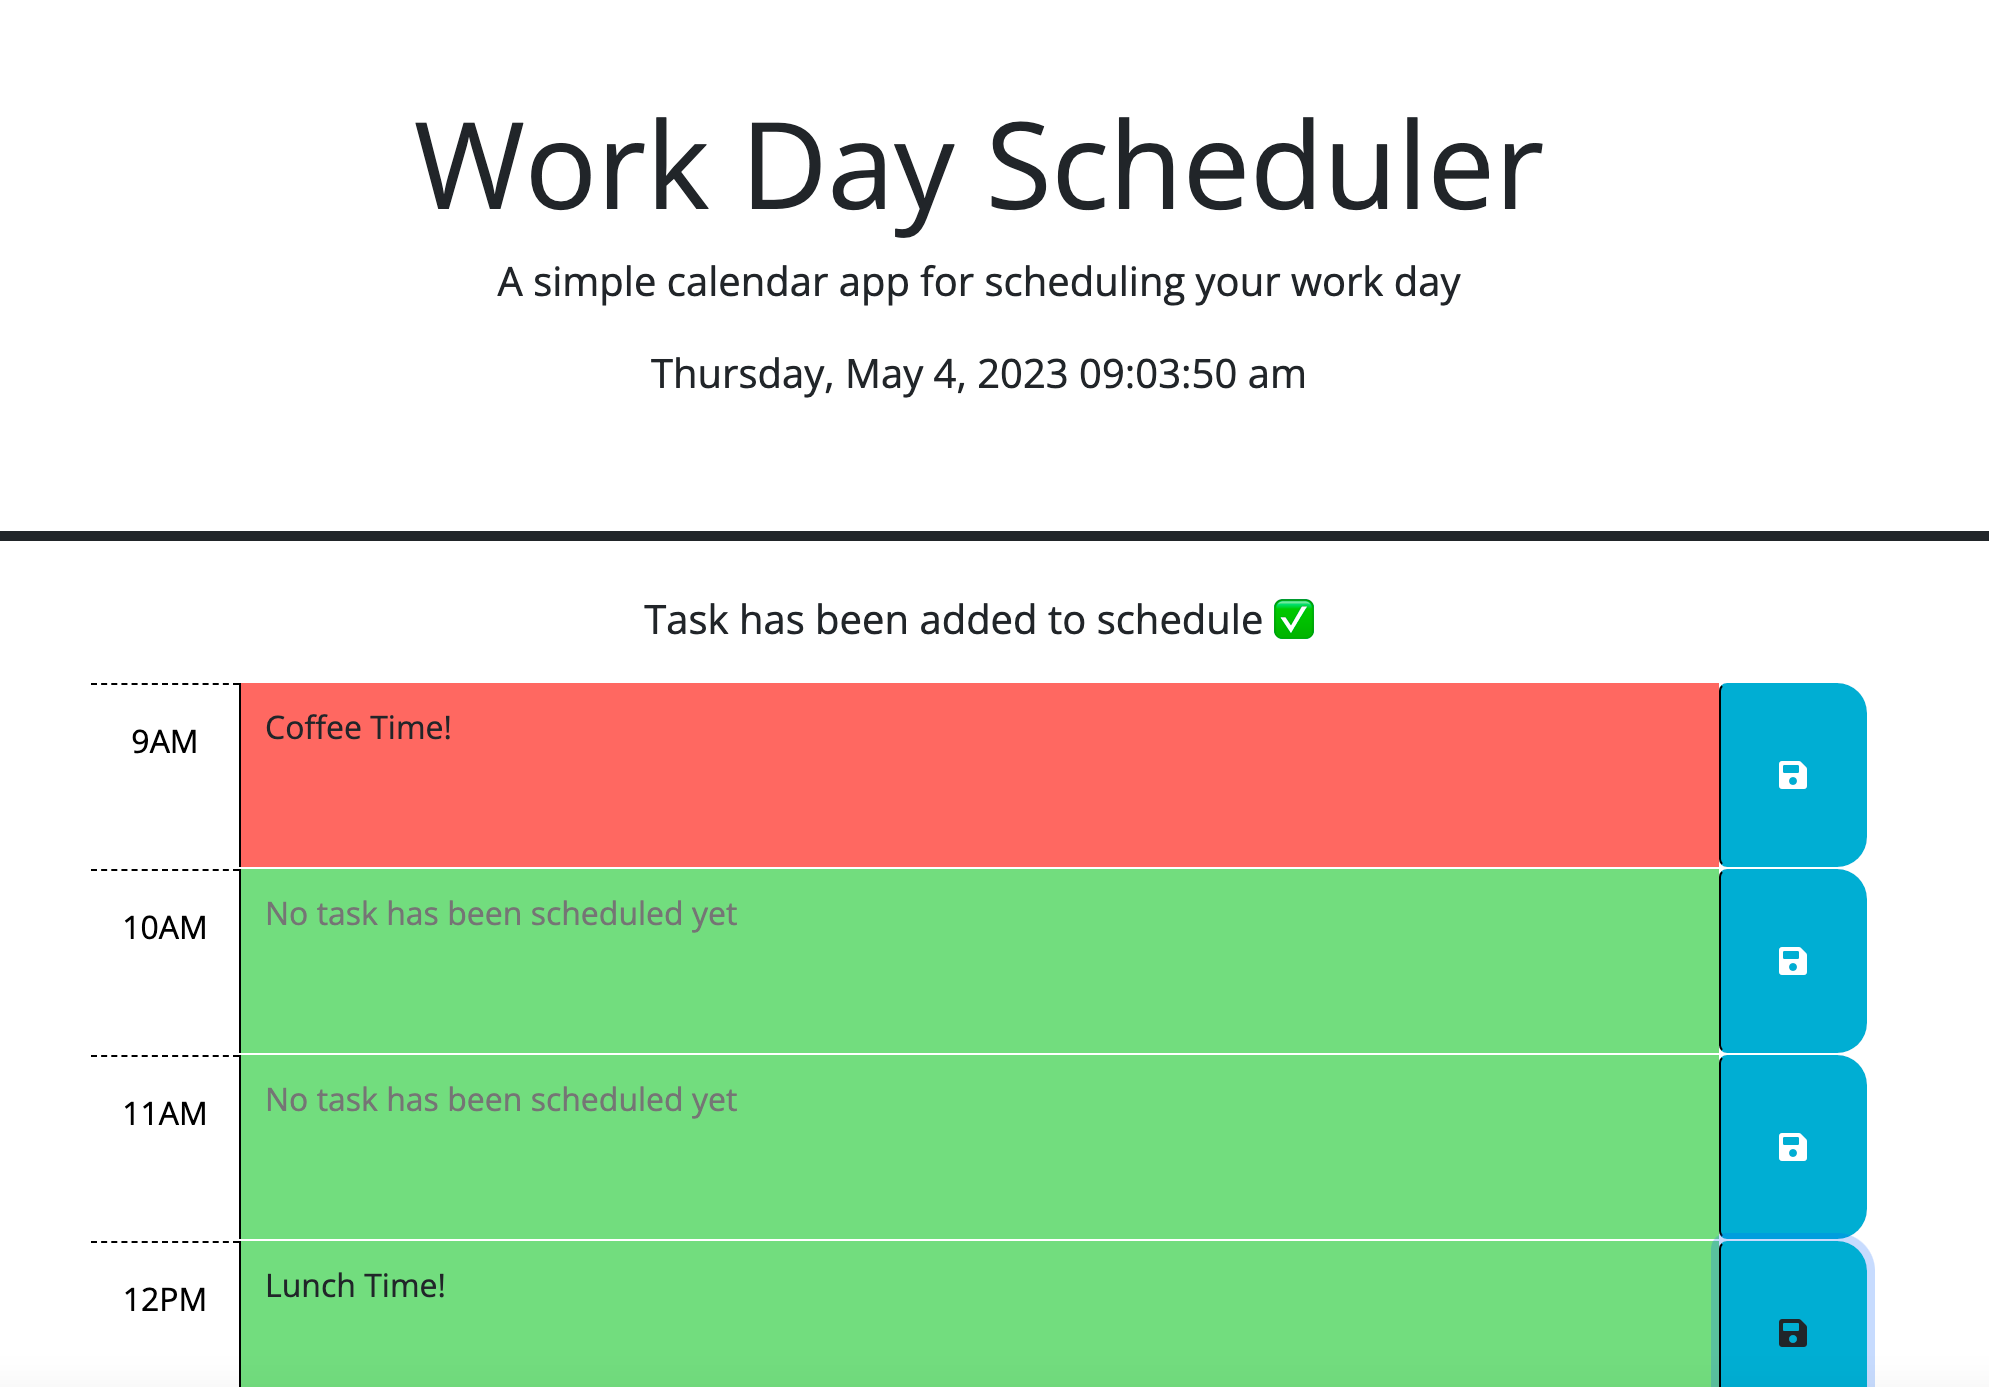 Work Day Scheduler
A simple calendar app for scheduling your work day
Thursday, May 4, 2023 09:03:50 am
Task has been added to schedule ✅
9AM
Coffee Time!
10AM
No task has been scheduled yet
11AM
No task has been scheduled yet
12PM
Lunch Time!